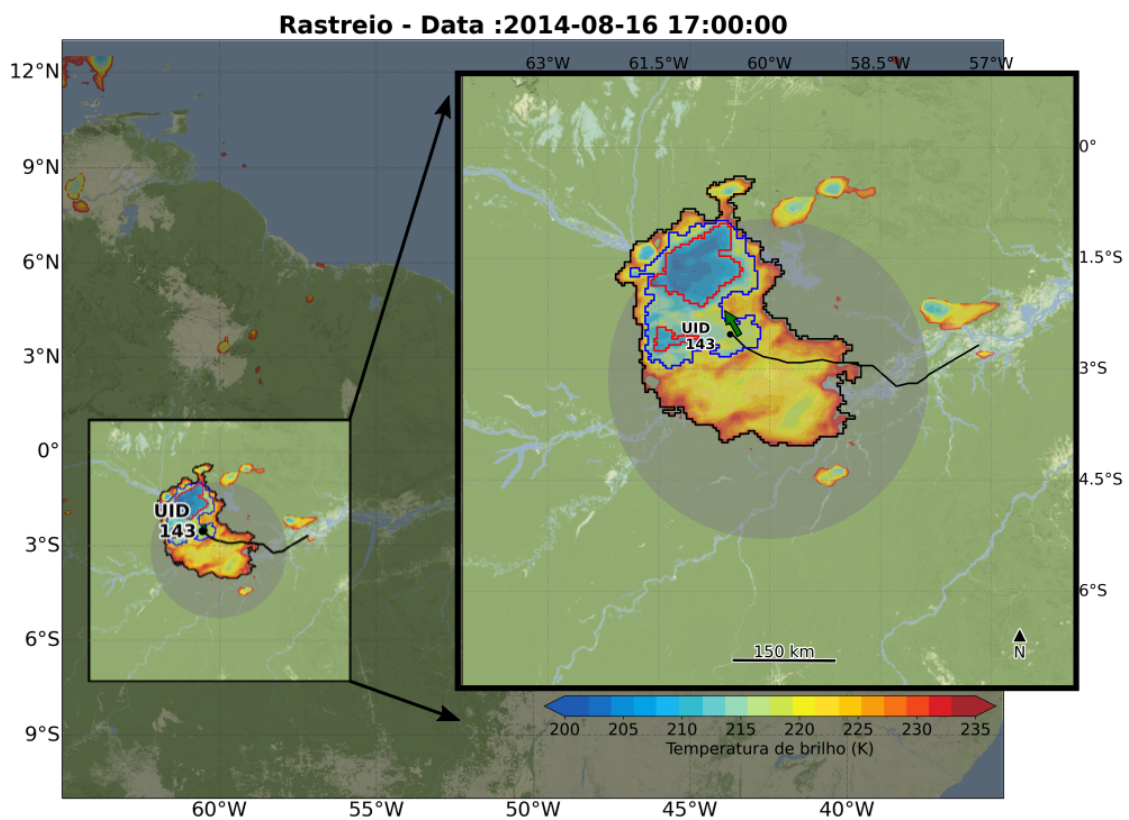 Rastreio - Data :2014-08-16 17:00:00
63°W 61.5°W 60°W 58.5°W 57°W
12°N
9°N
6°N
3°N
0°
3°S
6°S
9°S
0°
1.5°S
3°S
4.5°S
6°S
UID
143
UID
143
150 km
N
200 205 210 215 220 225 230 235
Temperatura de brilho (K)
60°W 55°W 50°W 45°W 40°W